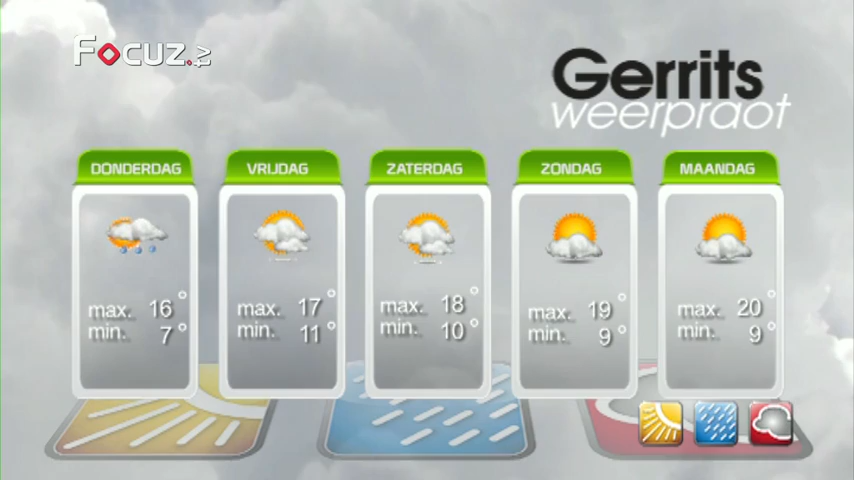 Focuz.tv
Gerrits
weerpraot
DONDERDAG VRIJDAG ZATERDAG ZONDAG MAANDAG
max. 16° max. 17° max. 18° max. 19° max. 20°
min. 7° min. 11° min. 10° min. 9° min. 9°